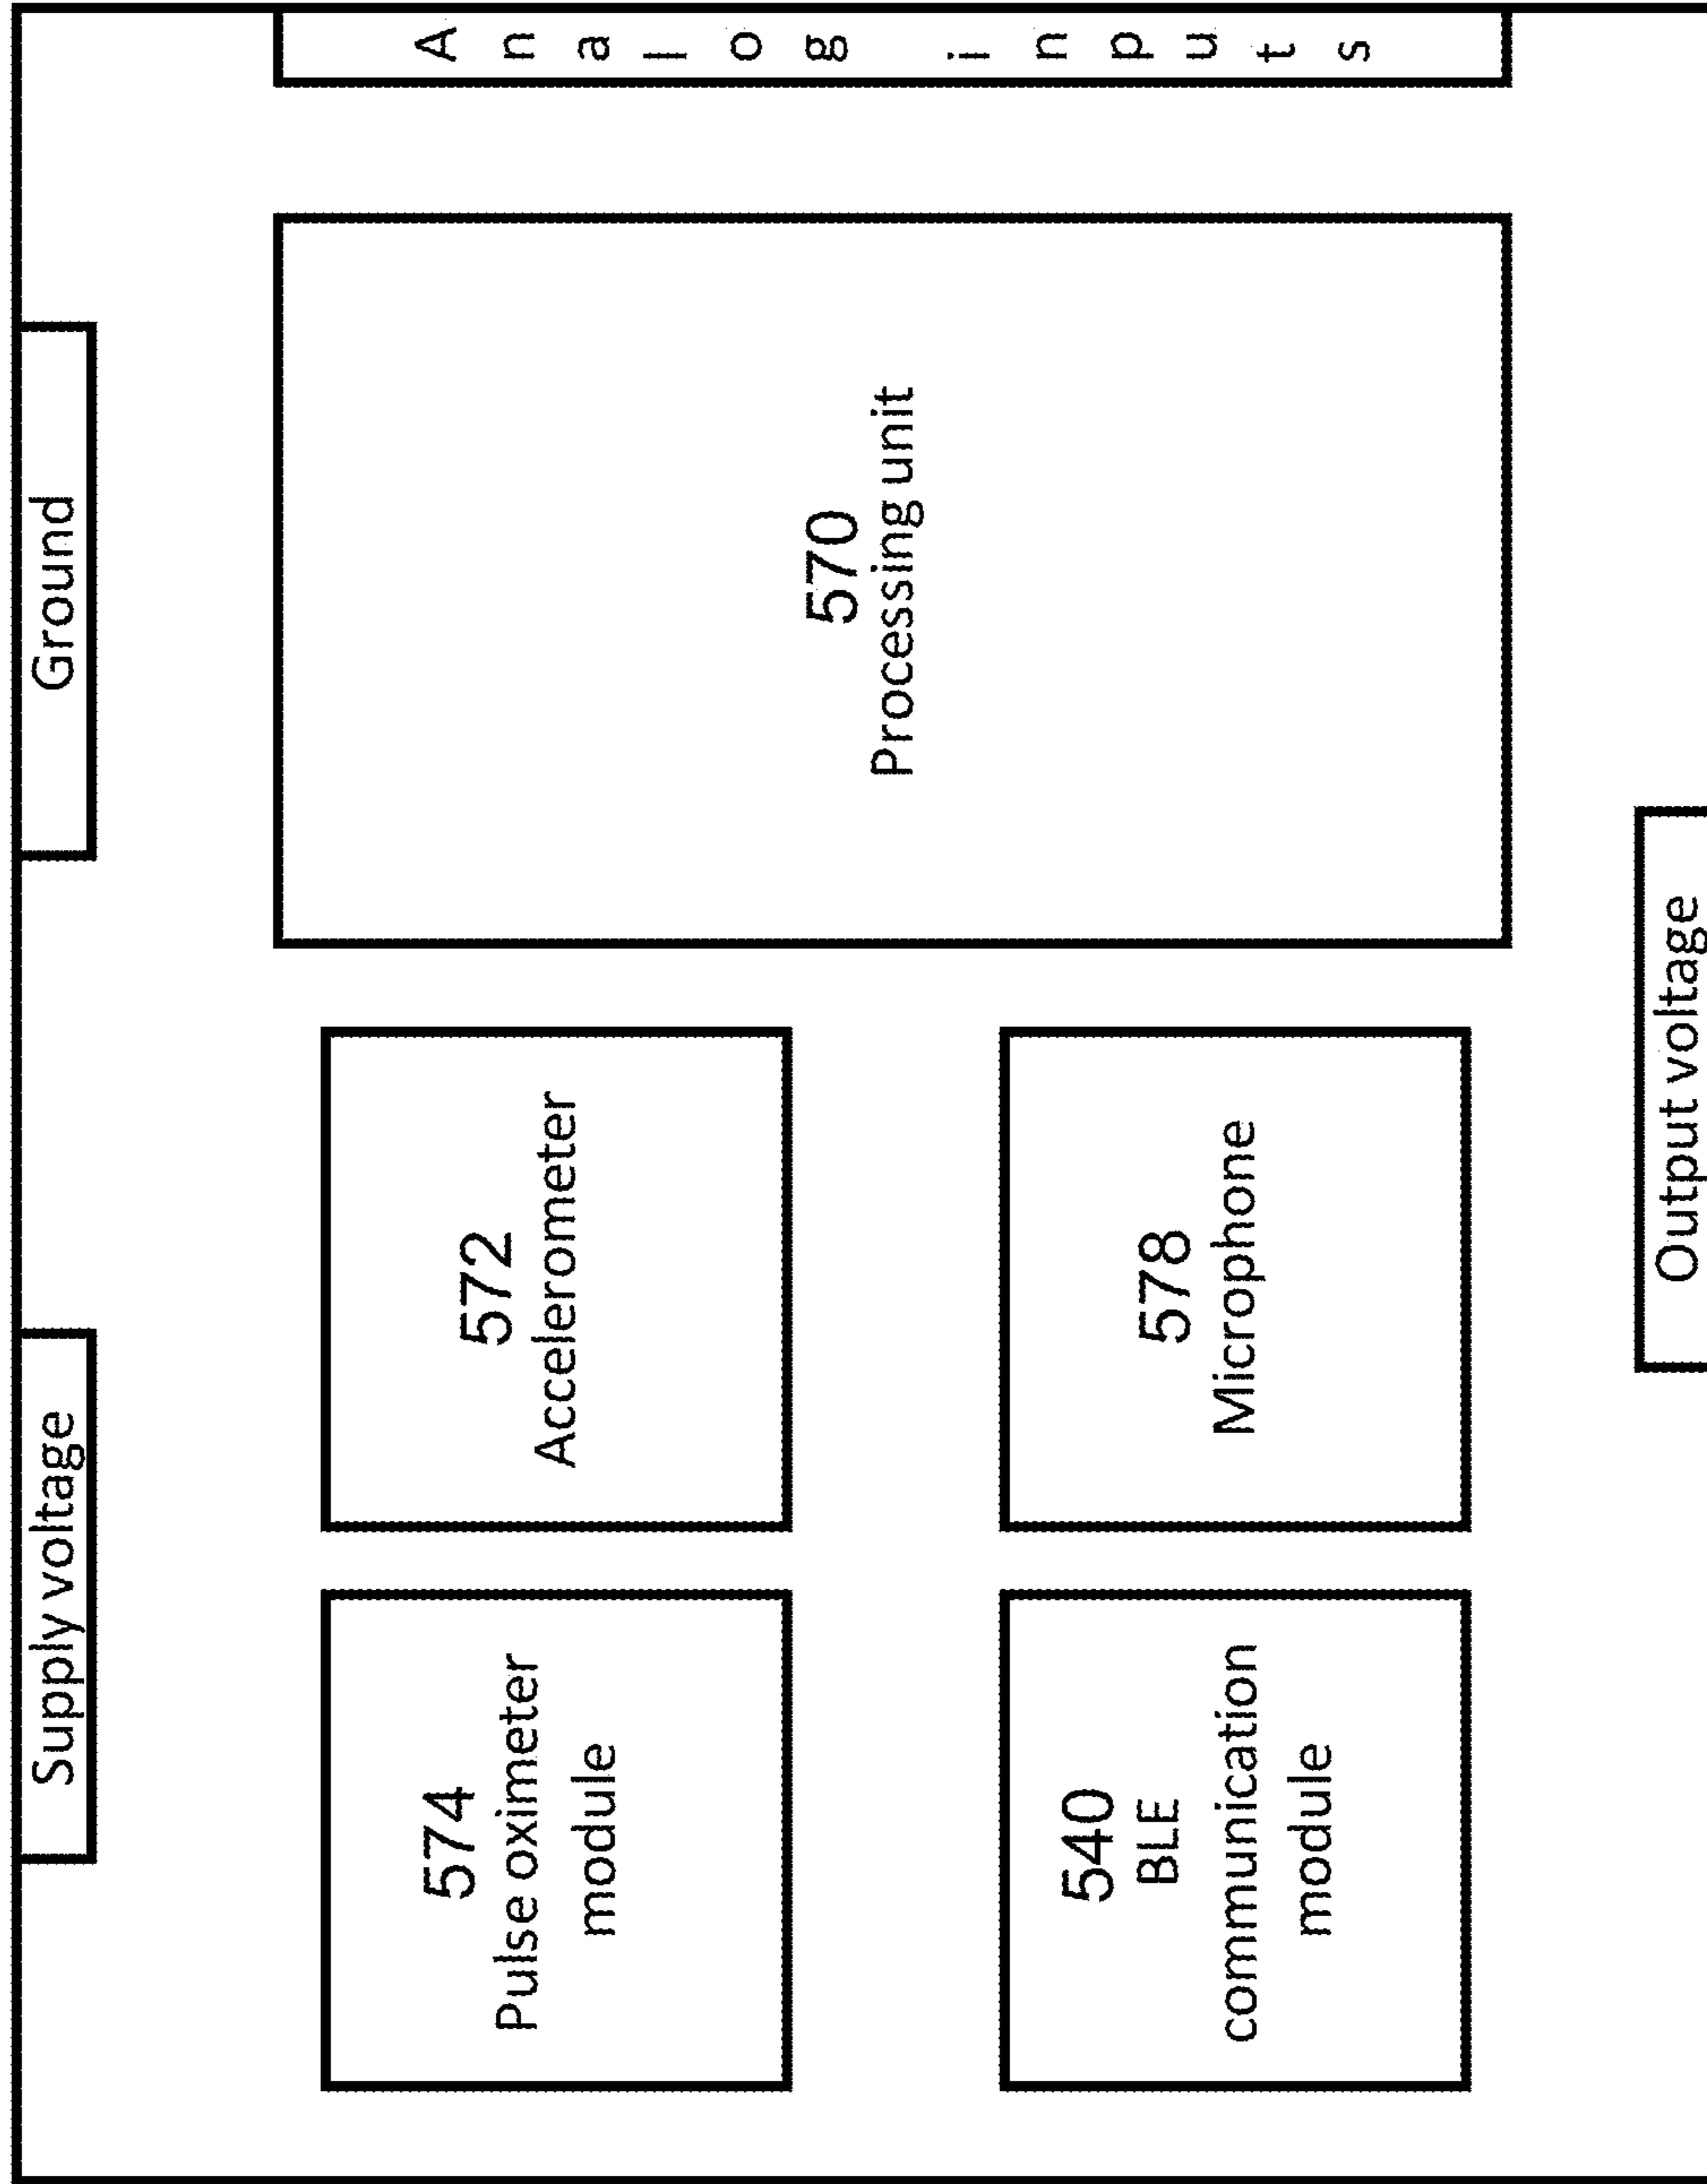 Supply voltage
Ground
574
Pulse oximeter
module
572
Accelerometer
570
Processing unit
Analog inputs
540
BLE
communication
module
578
Microphone
Output voltage